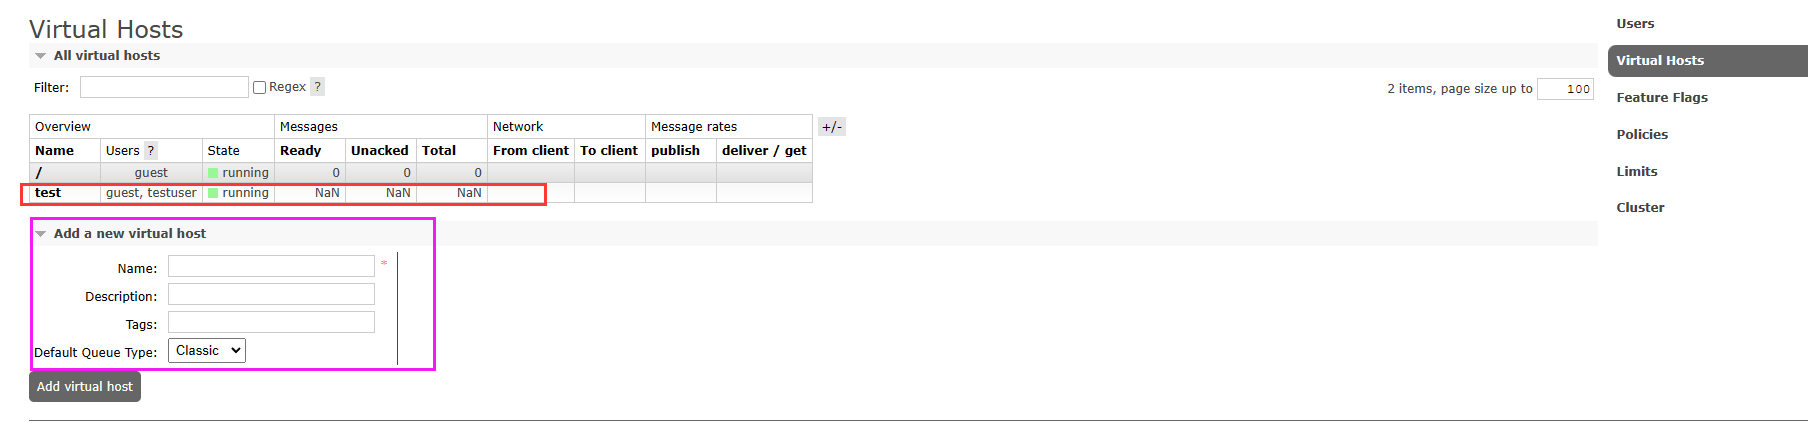 Virtual Hosts
All virtual hosts
Filter: Regex ? 2 items, page size up to 100
Overview Messages Network Message rates +/-
Name Users ? State Ready Unacked Total From client To client publish deliver / get
/ guest running 0 0 0
test guest, testuser running NaN NaN NaN
Add a new virtual host
Name: *
Description:
Tags:
Default Queue Type: Classic
Add virtual host
Users
Virtual Hosts
Feature Flags
Policies
Limits
Cluster